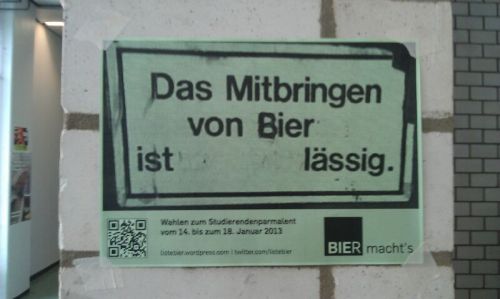 Das Mitbringen
von Bier
ist lässig.
Wahlen zum Studierendenparmalent
vom 14. bis zum 18. Januar 2013
listebier.wordpress.com | twitter.com/listebier
BIER macht's